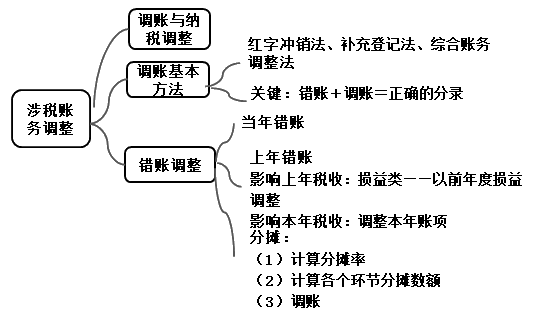 调账与纳
税调整
调账基本
方法
红字冲销法、补充登记法、综合账务
调整法
关键：错账＋调账＝正确的分录
涉税账
务调整
错账调整
当年错账
上年错账
影响上年税收：损益类——以前年度损益
调整
影响本年税收：调整本年账项
分摊：
（1）计算分摊率
（2）计算各个环节分摊数额
（3）调账